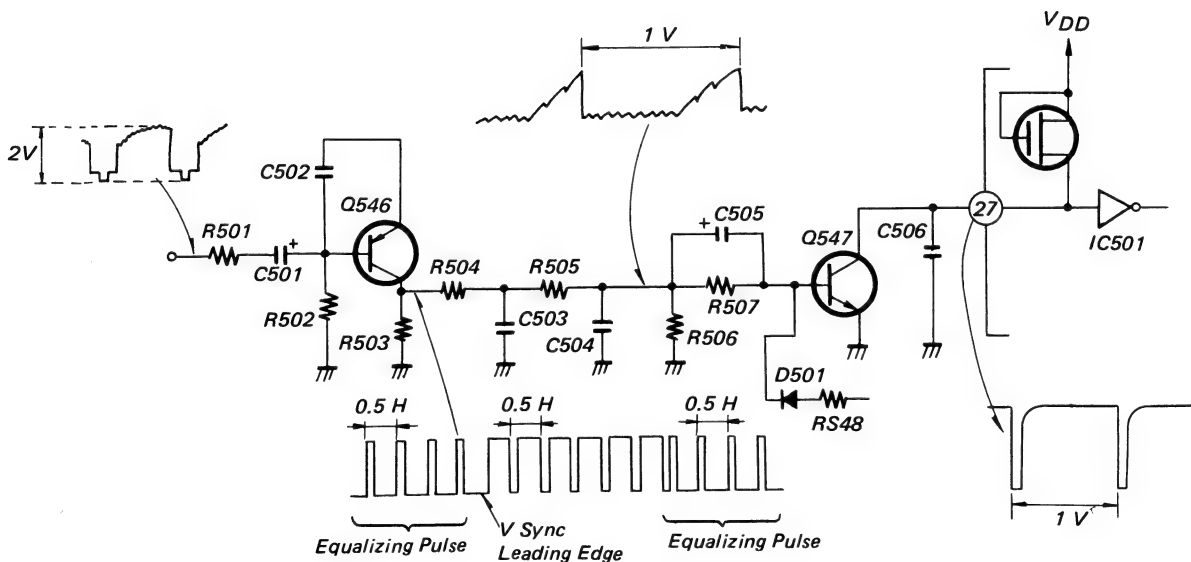 1 V
VDD
2V
C502
Q546
C505
R501
Q547
C506
27
IC501
C501
R504
R505
R507
R502
R503
C503
C504
R506
D501
RS48
0.5 H
0.5 H
0.5 H
1 V
Equalizing Pulse
V Sync
Leading Edge
Equalizing Pulse